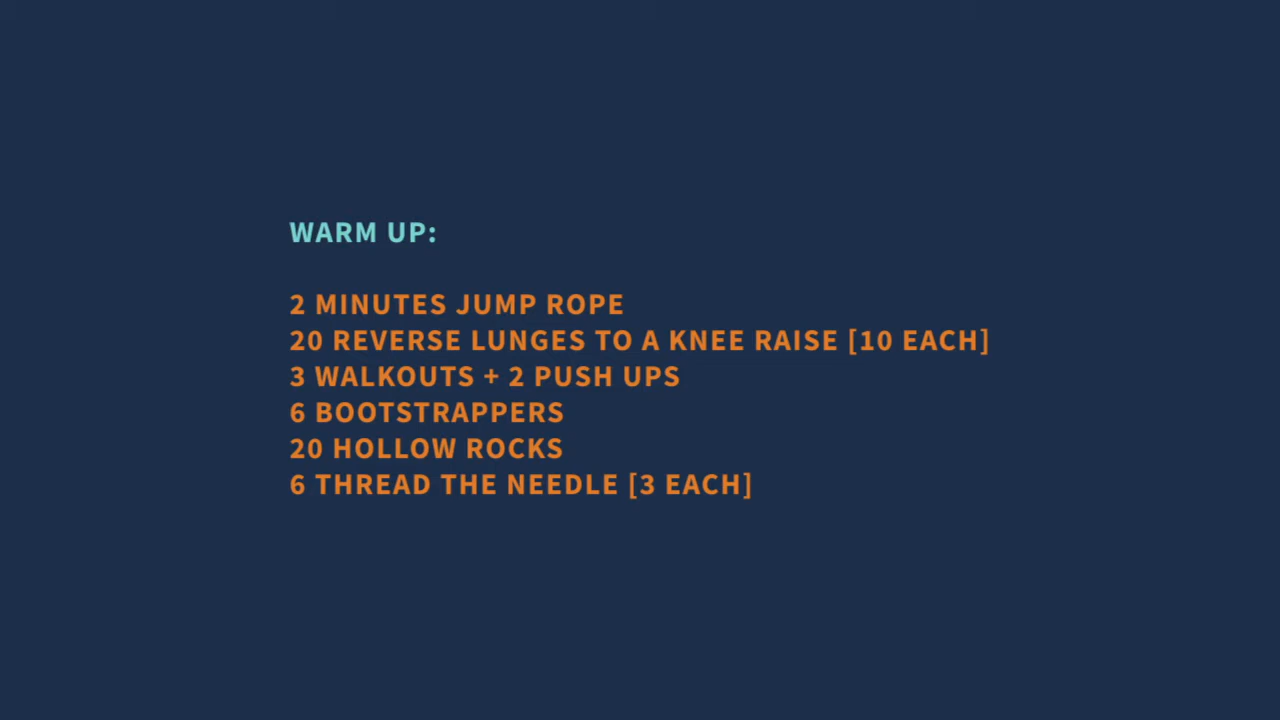 WARM UP:
2 MINUTES JUMP ROPE
20 REVERSE LUNGES TO A KNEE RAISE [10 EACH]
3 WALKOUTS + 2 PUSH UPS
6 BOOTSTRAPPERS
20 HOLLOW ROCKS
6 THREAD THE NEEDLE [3 EACH]